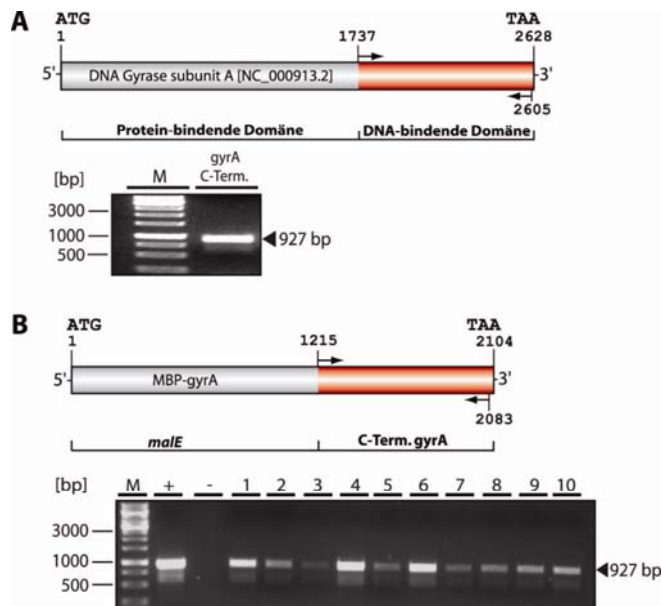 A
ATG 1737 TAA
1 2628
5' DNA Gyrase subunit A [NC_000913.2] 3'
2605
Protein-bindende Domäne DNA-bindende Domäne
[bp] M gyrA
C-Term.
3000
1000
500
927 bp
B
ATG 1215 TAA
1 2104
5' MBP-gyrA 3'
2083
malE C-Term. gyrA
[bp] M + - 1 2 3 4 5 6 7 8 9 10
3000
1000
500
927 bp